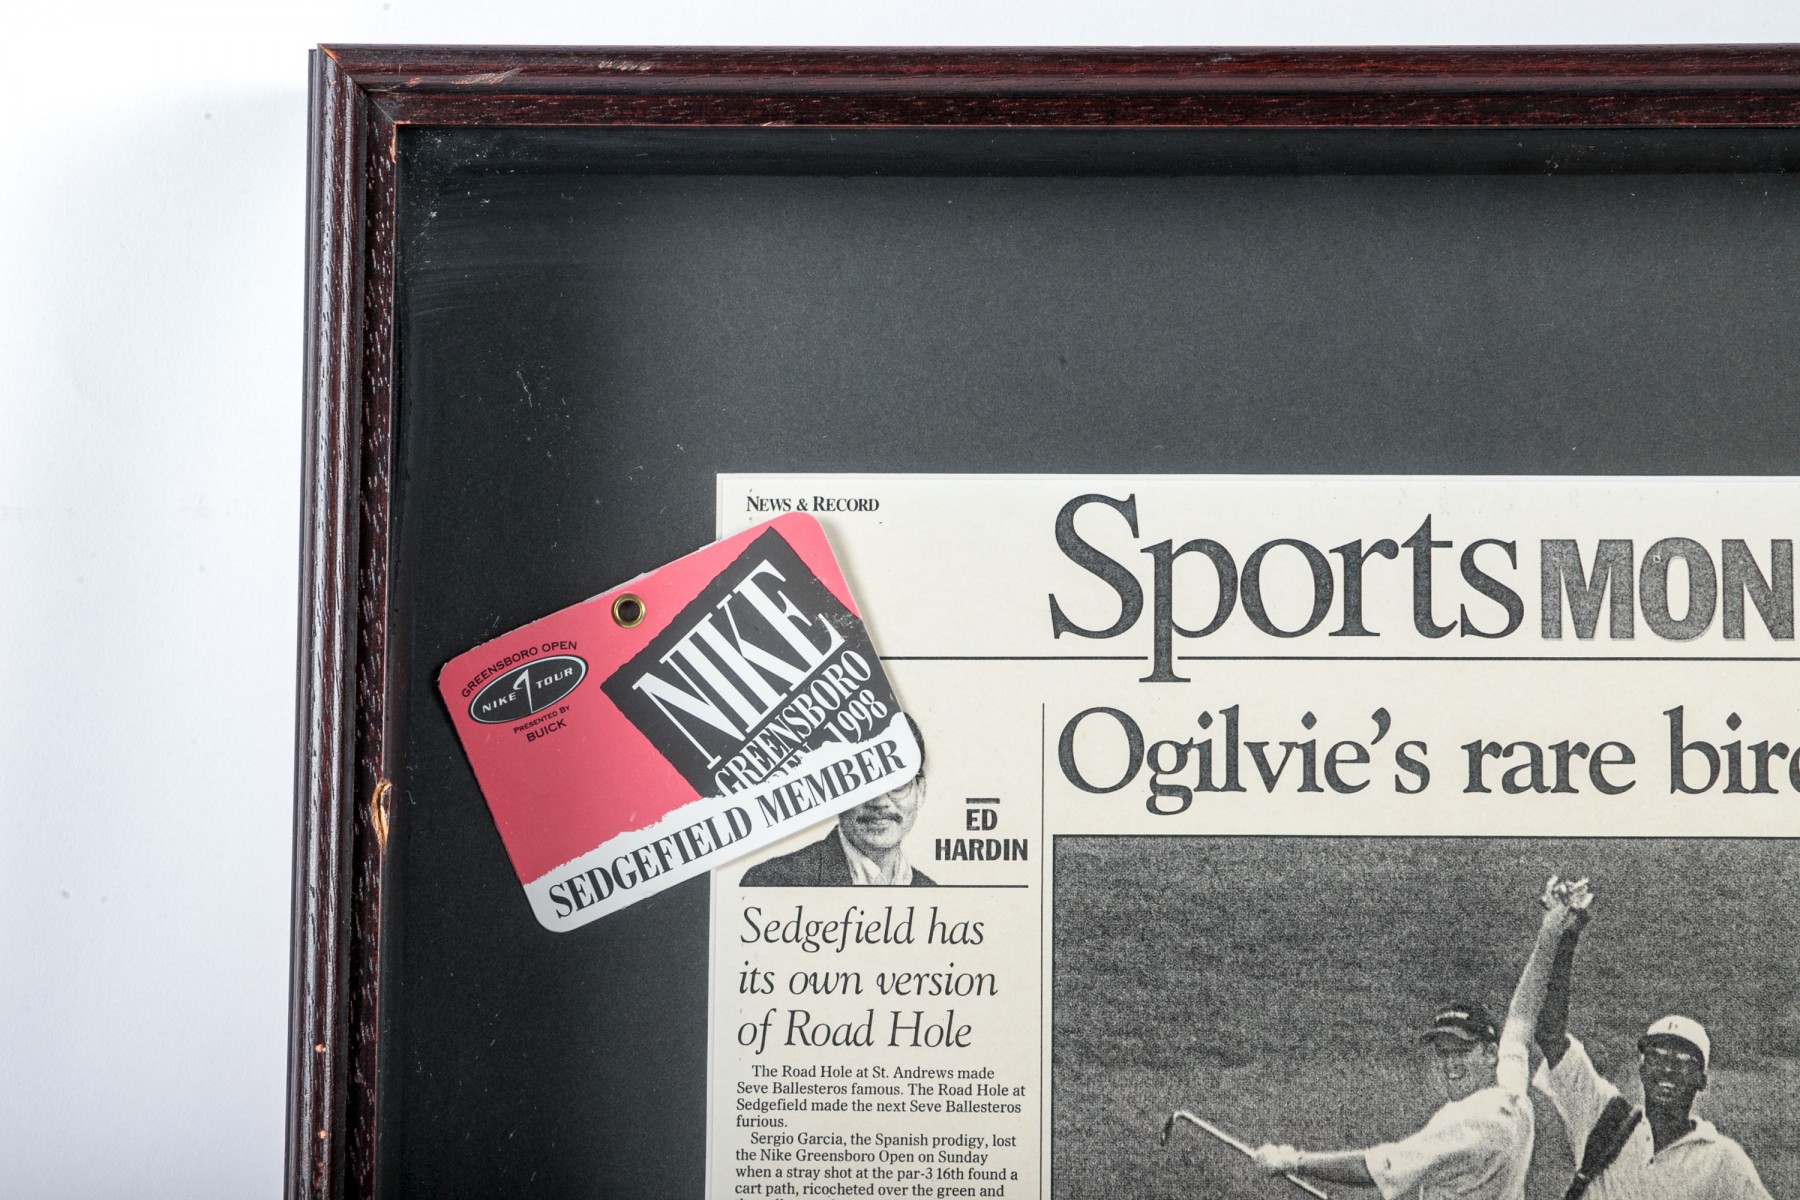 NEWS & RECORD
SportsMON
GREENSBORO OPEN
NIKE TOUR
PRESENTED BY
BUICK
NIKE
GREENSBORO
1998
SEDGEFIELD MEMBER
Ogilvie's rare
ED
HARDIN
Sedgefield has
its own version
of Road Hole
The Road Hole at St. Andrews made
Seve Ballesteros famous. The Road Hole at
Sedgefield made the next Seve Ballesteros
furious.
Sergio Garcia, the Spanish prodigy, lost
the Nike Greensboro Open on Sunday
when a stray shot at the par-3 16th found a
cart path, ricocheted over the green and